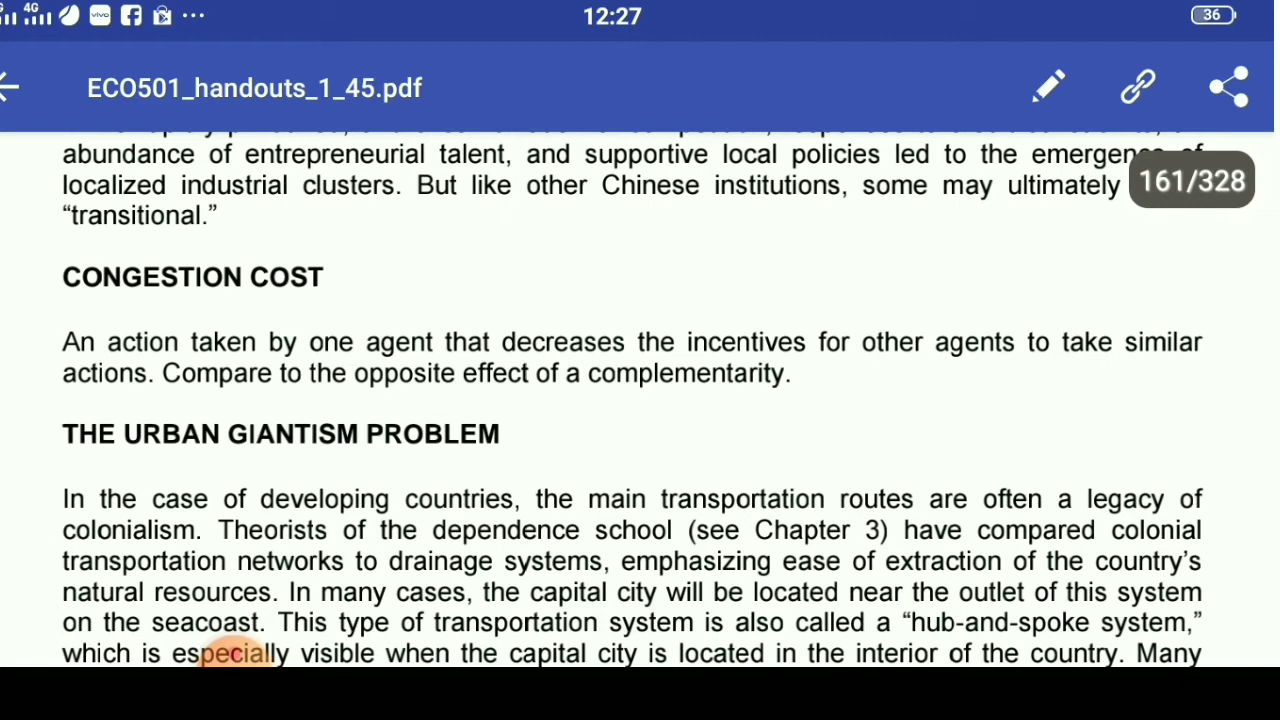 4G
vivo
12:27
36
ECO501_handouts_1_45.pdf
abundance of entrepreneurial talent, and supportive local policies led to the emergence of
localized industrial clusters. But like other Chinese institutions, some may ultimately
161/328
“transitional.”
CONGESTION COST
An action taken by one agent that decreases the incentives for other agents to take similar
actions. Compare to the opposite effect of a complementarity.
THE URBAN GIANTISM PROBLEM
In the case of developing countries, the main transportation routes are often a legacy of
colonialism. Theorists of the dependence school (see Chapter 3) have compared colonial
transportation networks to drainage systems, emphasizing ease of extraction of the country’s
natural resources. In many cases, the capital city will be located near the outlet of this system
on the seacoast. This type of transportation system is also called a “hub-and-spoke system,”
which is especially visible when the capital city is located in the interior of the country. Many